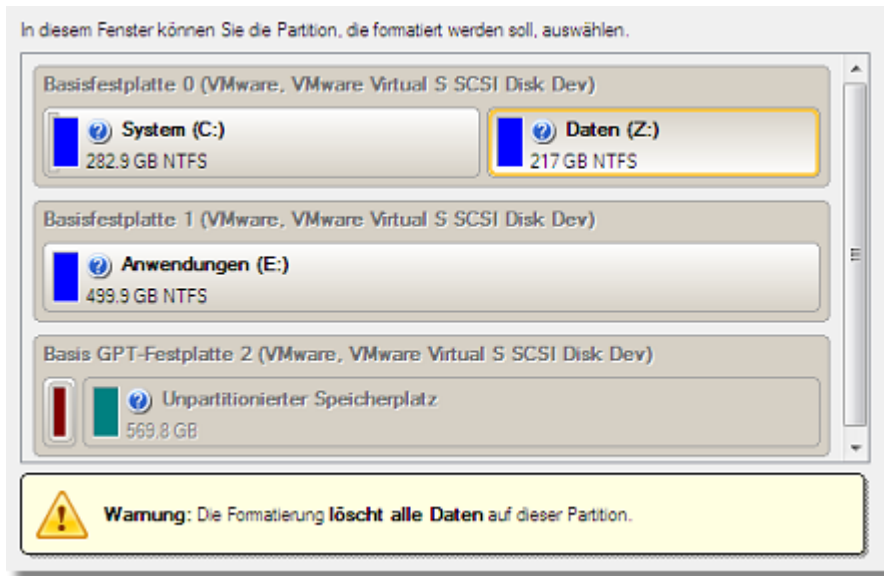 In diesem Fenster können Sie die Partition, die formatiert werden soll, auswählen.
Basisfestplatte 0 (VMware, VMware Virtual S SCSI Disk Dev)
System (C:)
282.9 GB NTFS
Daten (Z:)
217 GB NTFS
Basisfestplatte 1 (VMware, VMware Virtual S SCSI Disk Dev)
Anwendungen (E:)
499.9 GB NTFS
Basis GPT-Festplatte 2 (VMware, VMware Virtual S SCSI Disk Dev)
Unpartitionierter Speicherplatz
569.8 GB
Warnung: Die Formatierung löscht alle Daten auf dieser Partition.